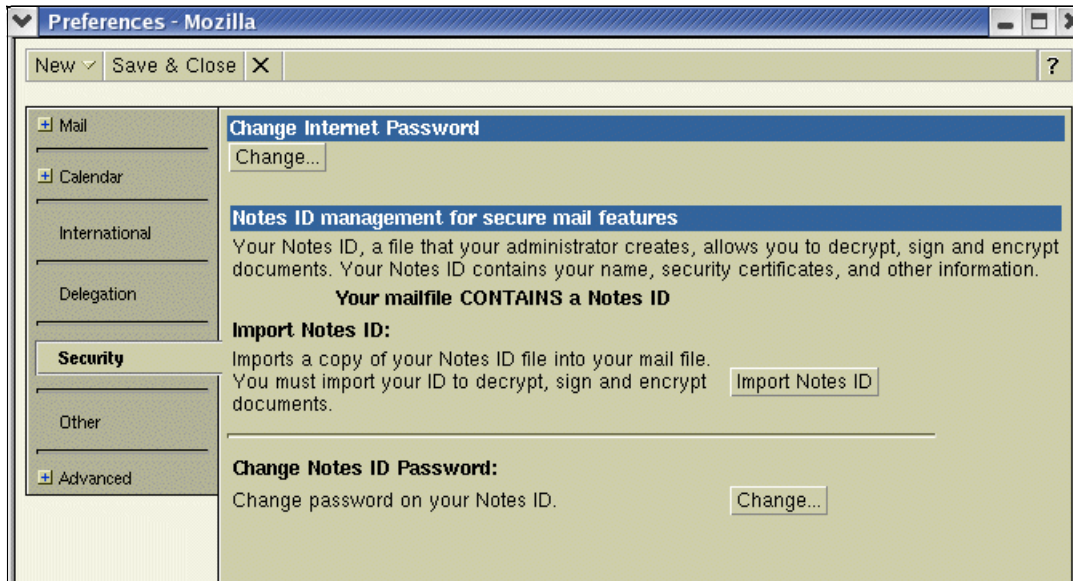 Preferences - Mozilla
New Save & Close X ?
Mail
Calendar
International
Delegation
Security
Other
Advanced
Change Internet Password
Change...
Notes ID management for secure mail features
Your Notes ID, a file that your administrator creates, allows you to decrypt, sign and encrypt
documents. Your Notes ID contains your name, security certificates, and other information.
Your mailfile CONTAINS a Notes ID
Import Notes ID:
Imports a copy of your Notes ID file into your mail file.
You must import your ID to decrypt, sign and encrypt
documents.
Import Notes ID
Change Notes ID Password:
Change password on your Notes ID.
Change...